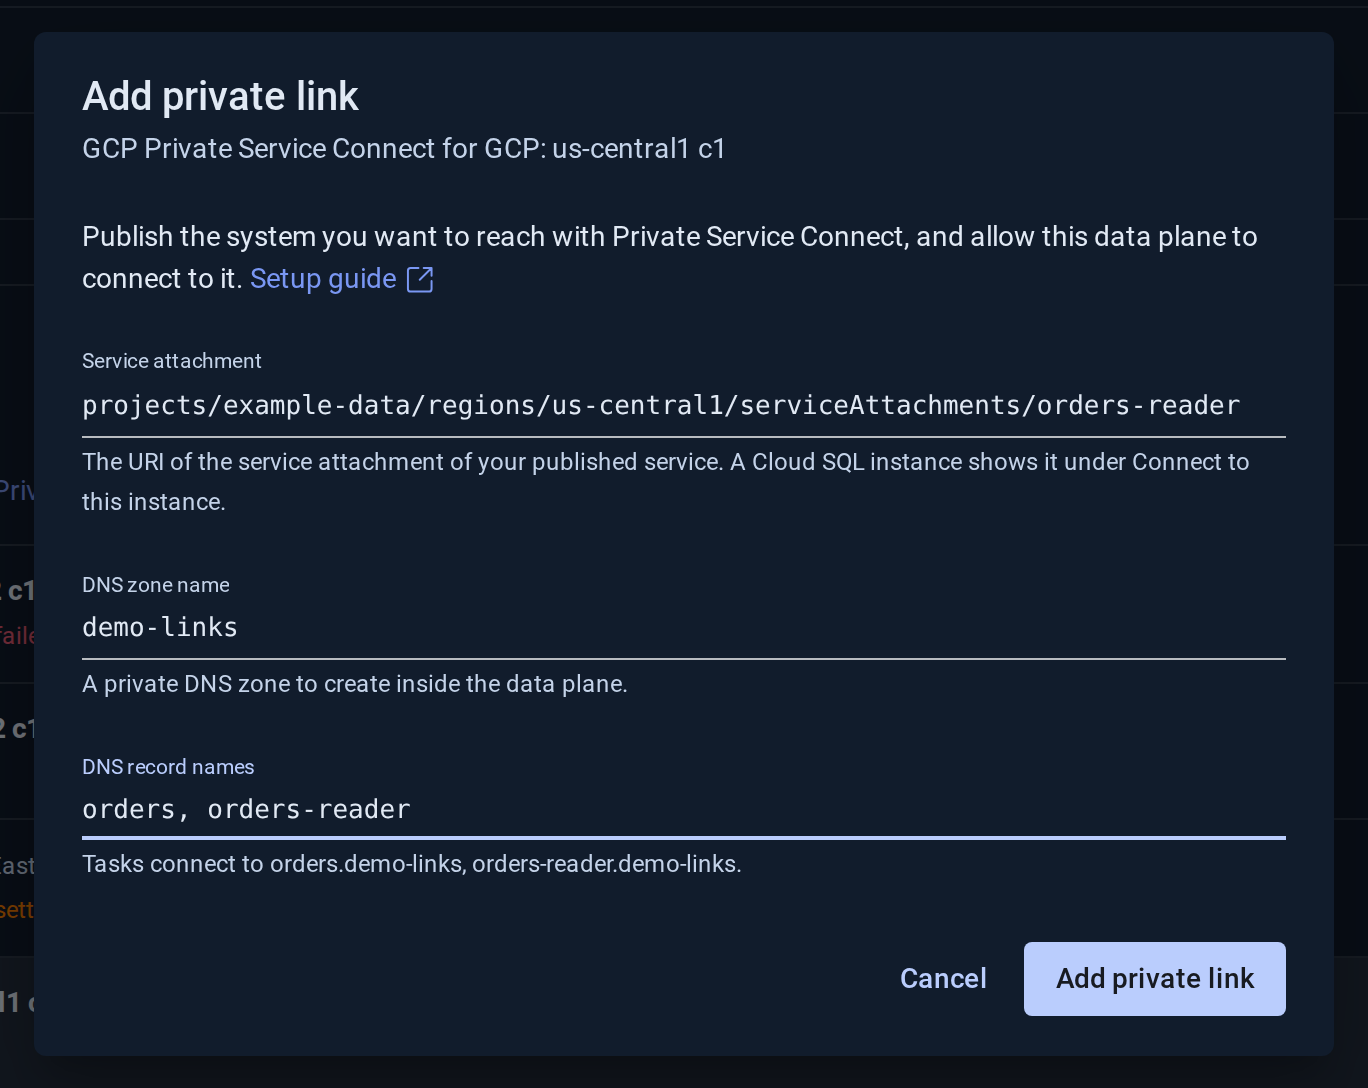 Add private link
GCP Private Service Connect for GCP: us-central1 c1
Publish the system you want to reach with Private Service Connect, and allow this data plane to
connect to it. Setup guide
Service attachment
projects/example-data/regions/us-central1/serviceAttachments/orders-reader
The URI of the service attachment of your published service. A Cloud SQL instance shows it under Connect to
this instance.
DNS zone name
demo-links
A private DNS zone to create inside the data plane.
DNS record names
orders, orders-reader
Tasks connect to orders.demo-links, orders-reader.demo-links.
Cancel
Add private link